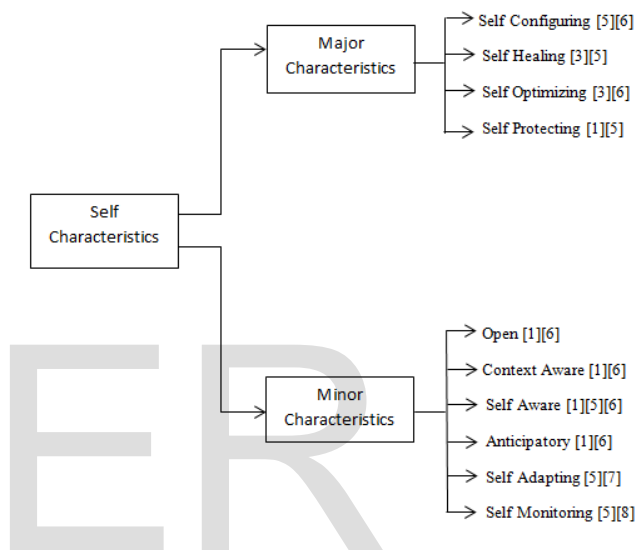 Self Configuring [5][6]
Major
Characteristics
Self Healing [3][5]
Self Optimizing [3][6]
Self Protecting [1][5]
Self
Characteristics
Open [1][6]
Context Aware [1][6]
Minor
Characteristics
Self Aware [1][5][6]
Anticipatory [1][6]
Self Adapting [5][7]
Self Monitoring [5][8]
ER